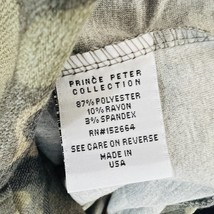 PRINCE PETER
COLLECTION
87% POLYESTER
10% RAYON
3% SPANDEX
RN#152664
SEE CARE ON REVERSE
MADE IN
USA